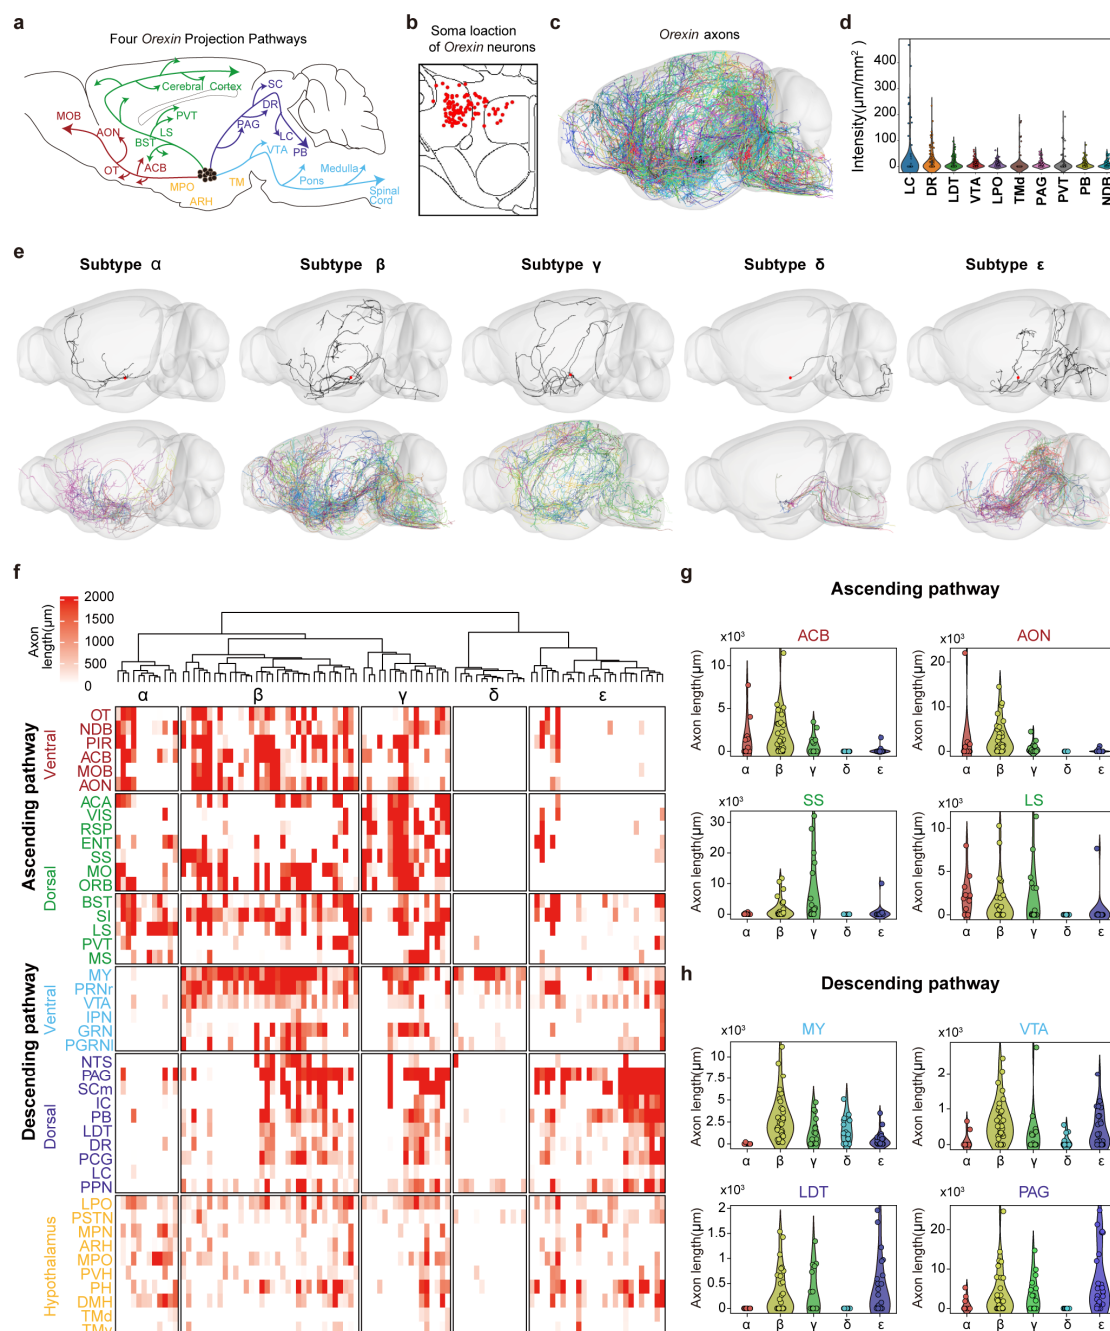 a
Four Orexin Projection Pathways
MOB
AON
OT
ACB
MPO
ARH
TM
Cerebral Cortex
PVT
LS
BST
SC
DR
PAG
LC
PB
VTA
Medulla
Pons
Spinal
Cord
b
Soma loaction
of Orexin neurons
c
Orexin axons
d
Intensity(μm/mm²)
400
300
200
100
0
LC
DR
LDT
VTA
LPO
TMd
PAG
PVT
PB
NDB
e
Subtype α
Subtype β
Subtype γ
Subtype δ
Subtype ε
f
Axon
length(μm)
2000
1500
1000
500
0
α
β
γ
δ
ε
Ascending pathway
Ventral
OT
NDB
PIR
ACB
MOB
AON
Dorsal
ACA
VIS
RSP
ENT
SS
MO
ORB
BST
SI
LS
PVT
MS
Descending pathway
Ventral
MY
PRNr
VTA
IPN
GRN
PGRNl
Dorsal
NTS
PAG
SCm
IC
PB
LDT
DR
PCG
LC
PPN
Hypothalamus
LPO
PSTN
MPN
ARH
MPO
PVH
PH
DMH
TMd
TMv
g
Ascending pathway
ACB
x10³
Axon length(μm)
10
5
0
α β γ δ ε
AON
x10³
Axon length(μm)
20
10
0
α β γ δ ε
SS
x10³
Axon length(μm)
30
20
10
0
α β γ δ ε
LS
x10³
Axon length(μm)
10
5
0
α β γ δ ε
h
Descending pathway
MY
x10³
Axon length(μm)
10
7.5
5
2.5
0
α β γ δ ε
VTA
x10³
Axon length(μm)
2
1
0
α β γ δ ε
LDT
x10³
Axon length(μm)
2
1.5
1
0.5
0
α β γ δ ε
PAG
x10³
Axon length(μm)
20
10
0
α β γ δ ε